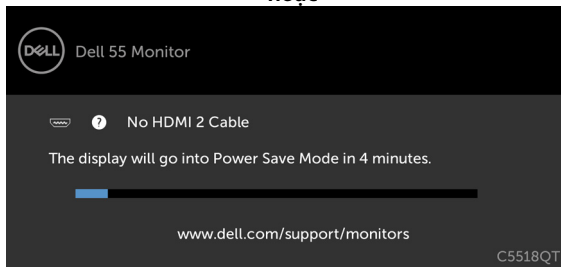 hoặc
DELL
Dell 55 Monitor
? No HDMI 2 Cable
The display will go into Power Save Mode in 4 minutes.
www.dell.com/support/monitors
C5518QT